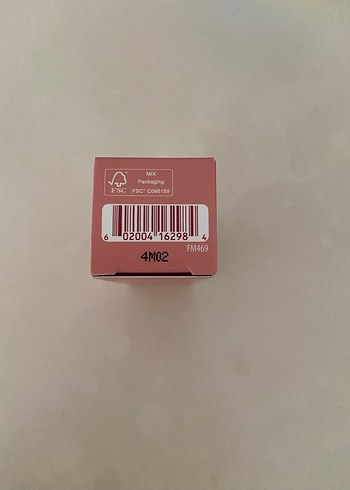 MIX
Packaging
FSC
FSC® C095159
6 02004 16298 4
FM469
4M02